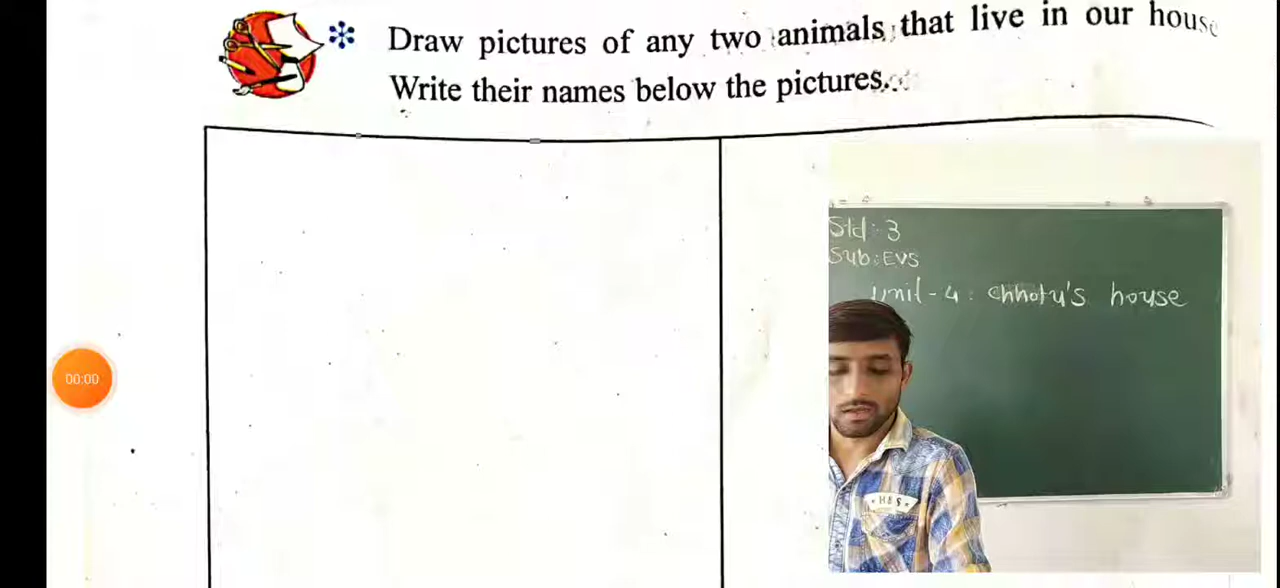 Draw pictures of any two animals that live in our house
Write their names below the pictures.
Std : 3
Sub : EVS
Unit - 4 : Chhotu's house
00:00
HBS